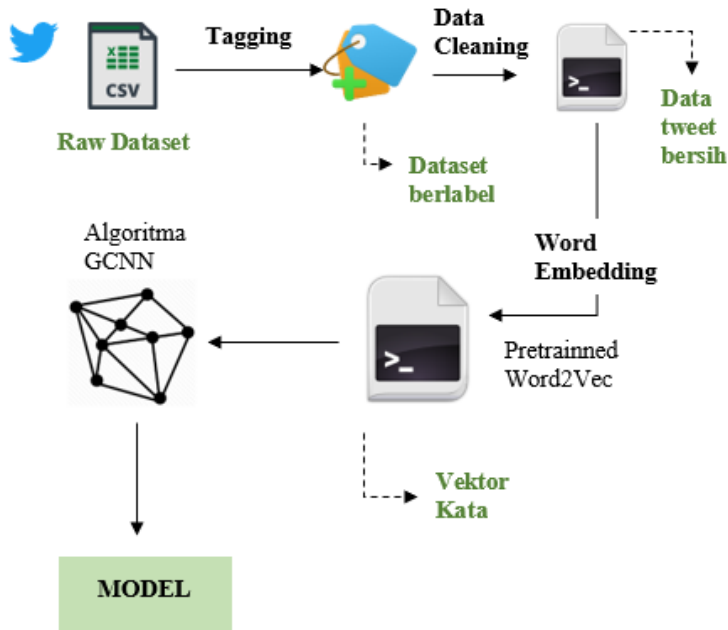 Tagging
Data
Cleaning
CSV
Raw Dataset
>_
Data
tweet
bersih
Dataset
berlabel
Algoritma
GCNN
Word
Embedding
>_
Pretrainned
Word2Vec
Vektor
Kata
MODEL